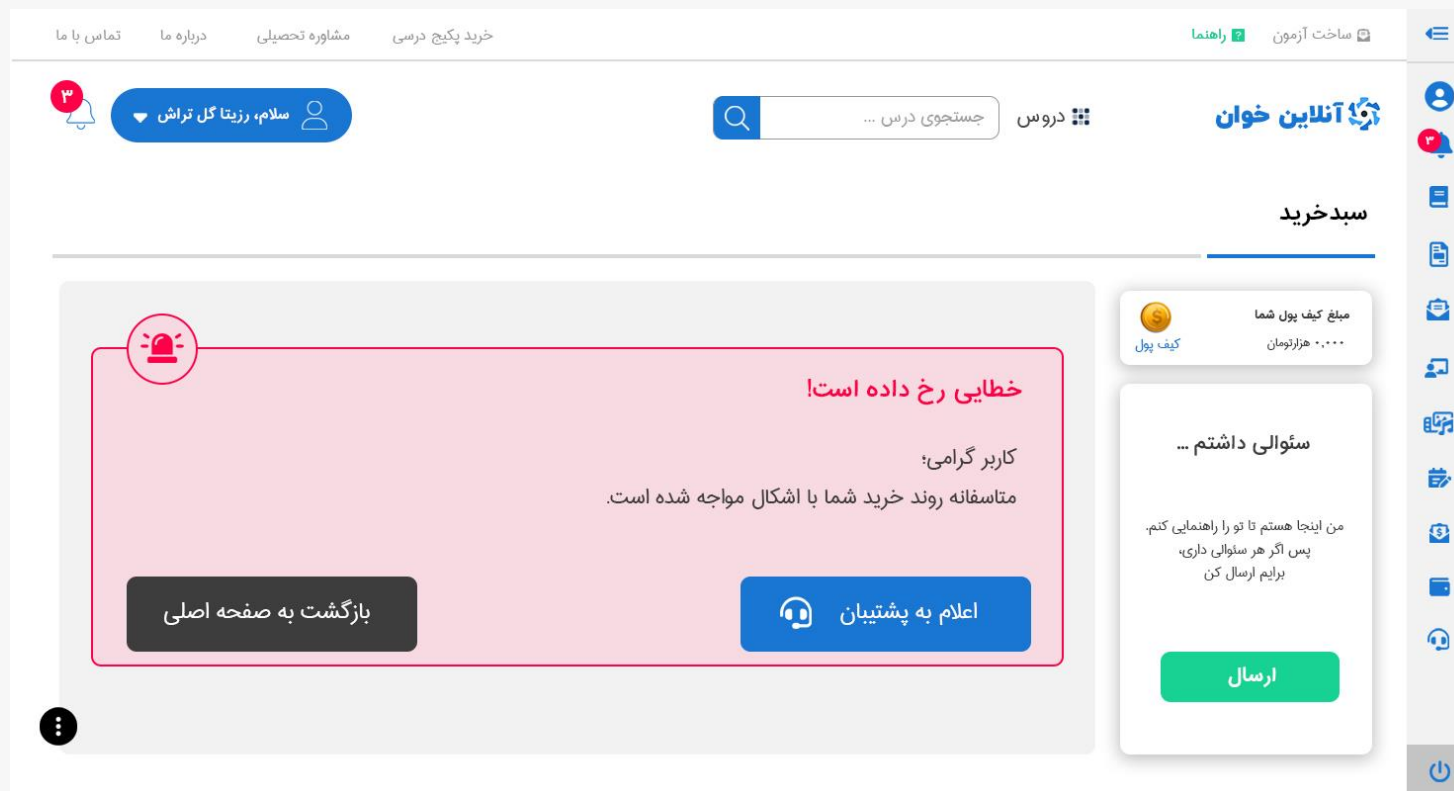 ساخت آزمون
راهنما
خرید پکیج درسی
مشاوره تحصیلی
درباره ما
تماس با ما
آنلاین خوان
دروس
جستجوی درس ...
سلام، رزیتا گل تراش
۳
۳
سبدخرید
مبلغ کیف پول شما
۰,۰۰۰ هزارتومان
کیف پول
سئوالی داشتم ...
من اینجا هستم تا تو را راهنمایی کنم.
پس اگر هر سئوالی داری،
برایم ارسال کن
ارسال
خطایی رخ داده است!
کاربر گرامی؛
متاسفانه روند خرید شما با اشکال مواجه شده است.
اعلام به پشتیبان
بازگشت به صفحه اصلی